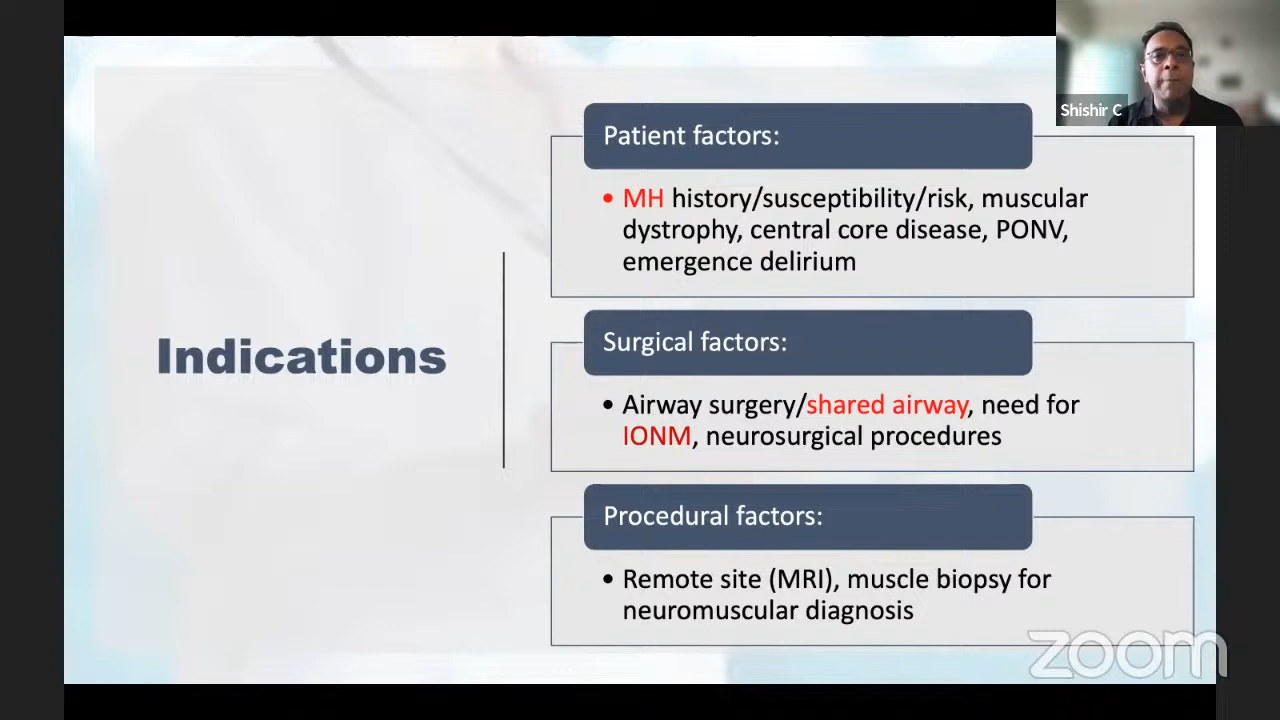 Shishir C
Indications
Patient factors:
• MH history/susceptibility/risk, muscular
dystrophy, central core disease, PONV,
emergence delirium
Surgical factors:
• Airway surgery/shared airway, need for
IONM, neurosurgical procedures
Procedural factors:
• Remote site (MRI), muscle biopsy for
neuromuscular diagnosis
zoom